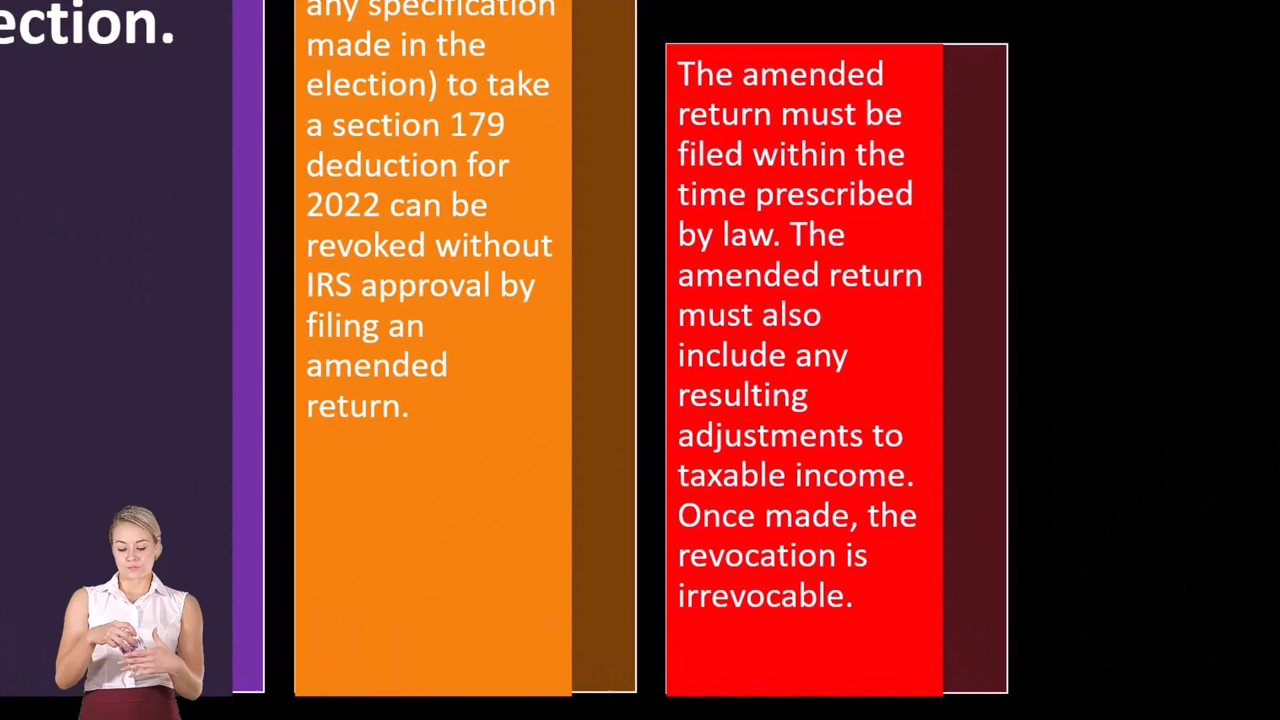 ection.
any specification
made in the
election) to take
a section 179
deduction for
2022 can be
revoked without
IRS approval by
filing an
amended
return.
The amended
return must be
filed within the
time prescribed
by law. The
amended return
must also
include any
resulting
adjustments to
taxable income.
Once made, the
revocation is
irrevocable.